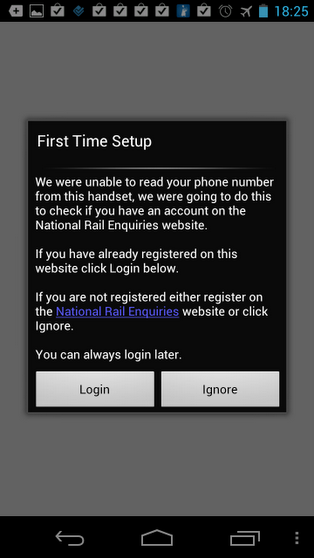 18:25
First Time Setup
We were unable to read your phone number
from this handset, we were going to do this
to check if you have an account on the
National Rail Enquiries website.
If you have already registered on this
website click Login below.
If you are not registered either register on
the National Rail Enquiries website or click
Ignore.
You can always login later.
Login Ignore